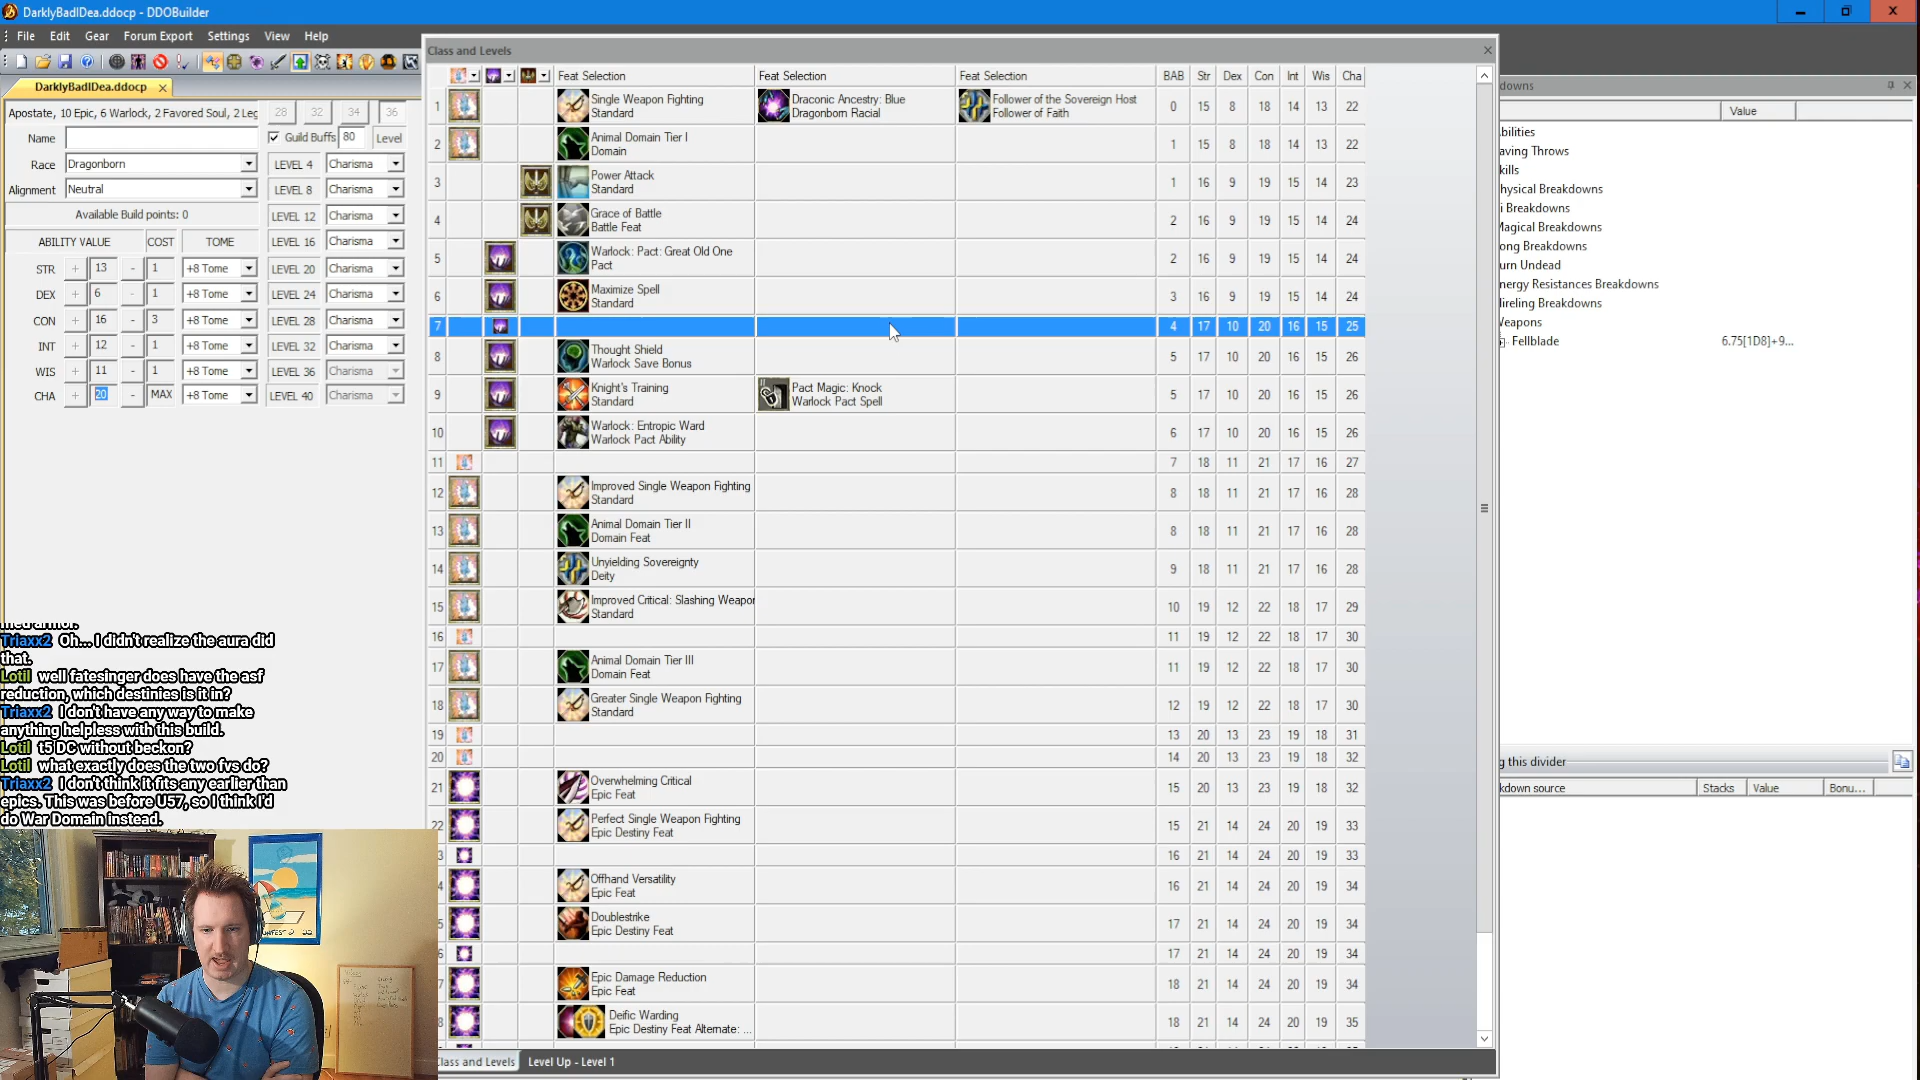 DarklyBadIDea.ddocp - DDOBuilder
File Edit Gear Forum Export Settings View Help
DarklyBadIDea.ddocp
Apostate, 10 Epic, 6 Warlock, 2 Favored Soul, 2 Leg 28 32 34 36
Name Guild Buffs 80 Level
Race Dragonborn LEVEL 4 Charisma
Alignment Neutral LEVEL 8 Charisma
Available Build points: 0 LEVEL 12 Charisma
ABILITY VALUE COST TOME LEVEL 16 Charisma
STR + 13 - 1 +8 Tome LEVEL 20 Charisma
DEX + 6 - 1 +8 Tome LEVEL 24 Charisma
CON + 16 - 3 +8 Tome LEVEL 28 Charisma
INT + 12 - 1 +8 Tome LEVEL 32 Charisma
WIS + 11 - 1 +8 Tome LEVEL 36 Charisma
CHA + 20 - MAX +8 Tome LEVEL 40 Charisma
Triaxx2 Oh... I didn't realize the aura did
that.
Lotil well fatesinger does have the asf
reduction, which destinies is it in?
Triaxx2 I don't have any way to make
anything helpless with this build.
Lotil t5 DC without beckon?
Lotil what exactly does the two fvs do?
Triaxx2 I don't think it fits any earlier than
epics. This was before U57, so I think I'd
do War Domain instead.
Class and Levels
Feat Selection Feat Selection Feat Selection BAB Str Dex Con Int Wis Cha
1 Single Weapon Fighting Draconic Ancestry: Blue Follower of the Sovereign Host 0 15 8 18 14 13 22
Standard Dragonborn Racial Follower of Faith
2 Animal Domain Tier I 1 15 8 18 14 13 22
Domain
3 Power Attack 1 16 9 19 15 14 23
Standard
4 Grace of Battle 2 16 9 19 15 14 24
Battle Feat
5 Warlock: Pact: Great Old One 2 16 9 19 15 14 24
Pact
6 Maximize Spell 3 16 9 19 15 14 24
Standard
7 4 17 10 20 16 15 25
8 Thought Shield 5 17 10 20 16 15 26
Warlock Save Bonus
9 Knight's Training Pact Magic: Knock 5 17 10 20 16 15 26
Standard Warlock Pact Spell
10 Warlock: Entropic Ward 6 17 10 20 16 15 26
Warlock Pact Ability
11 7 18 11 21 17 16 27
12 Improved Single Weapon Fighting 8 18 11 21 17 16 28
Standard
13 Animal Domain Tier II 8 18 11 21 17 16 28
Domain Feat
14 Unyielding Sovereignty 9 18 11 21 17 16 28
Deity
15 Improved Critical: Slashing Weapor 10 19 12 22 18 17 29
Standard
16 11 19 12 22 18 17 30
17 Animal Domain Tier III 11 19 12 22 18 17 30
Domain Feat
18 Greater Single Weapon Fighting 12 19 12 22 18 17 30
Standard
19 13 20 13 23 19 18 31
20 14 20 13 23 19 18 32
21 Overwhelming Critical 15 20 13 23 19 18 32
Epic Feat
22 Perfect Single Weapon Fighting 15 21 14 24 20 19 33
Epic Destiny Feat
3 16 21 14 24 20 19 33
4 Offhand Versatility 16 21 14 24 20 19 34
Epic Feat
5 Doublestrike 17 21 14 24 20 19 34
Epic Destiny Feat
6 17 21 14 24 20 19 34
7 Epic Damage Reduction 18 21 14 24 20 19 34
Epic Feat
8 Deific Warding 18 21 14 24 20 19 35
Epic Destiny Feat Alternate: ...
Class and Levels Level Up - Level 1
downs
Value
bilities
aving Throws
kills
hysical Breakdowns
i Breakdowns
Magical Breakdowns
ong Breakdowns
urn Undead
nergy Resistances Breakdowns
lireling Breakdowns
Weapons
Fellblade 6.75[1D8]+9...
g this divider
kdown source Stacks Value Bonu...